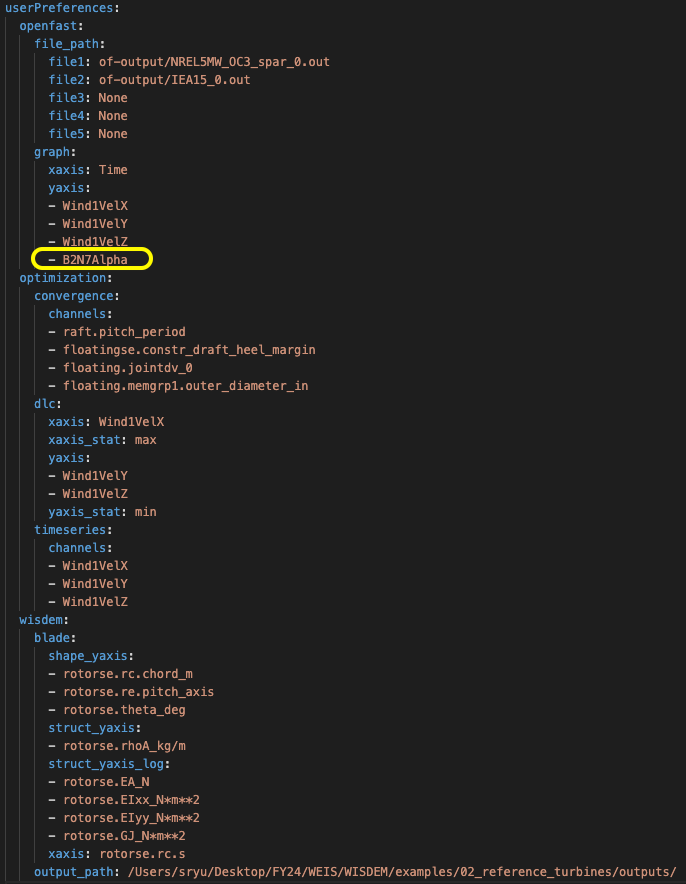 userPreferences:
  openfast:
    file_path:
      file1: of-output/NREL5MW_OC3_spar_0.out
      file2: of-output/IEA15_0.out
      file3: None
      file4: None
      file5: None
    graph:
      xaxis: Time
      yaxis:
      - Wind1VelX
      - Wind1VelY
      - Wind1VelZ
      - B2N7Alpha
  optimization:
    convergence:
      channels:
      - raft.pitch_period
      - floatingse.constr_draft_heel_margin
      - floating.jointdv_0
      - floating.memgrp1.outer_diameter_in
    dlc:
      xaxis: Wind1VelX
      xaxis_stat: max
      yaxis:
      - Wind1VelY
      - Wind1VelZ
      yaxis_stat: min
    timeseries:
      channels:
      - Wind1VelX
      - Wind1VelY
      - Wind1VelZ
  wisdem:
    blade:
      shape_yaxis:
      - rotorse.rc.chord_m
      - rotorse.re.pitch_axis
      - rotorse.theta_deg
      struct_yaxis:
      - rotorse.rhoA_kg/m
      struct_yaxis_log:
      - rotorse.EA_N
      - rotorse.EIxx_N*m**2
      - rotorse.EIyy_N*m**2
      - rotorse.GJ_N*m**2
      xaxis: rotorse.rc.s
    output_path: /Users/sryu/Desktop/FY24/WEIS/WISDEM/examples/02_reference_turbines/outputs/